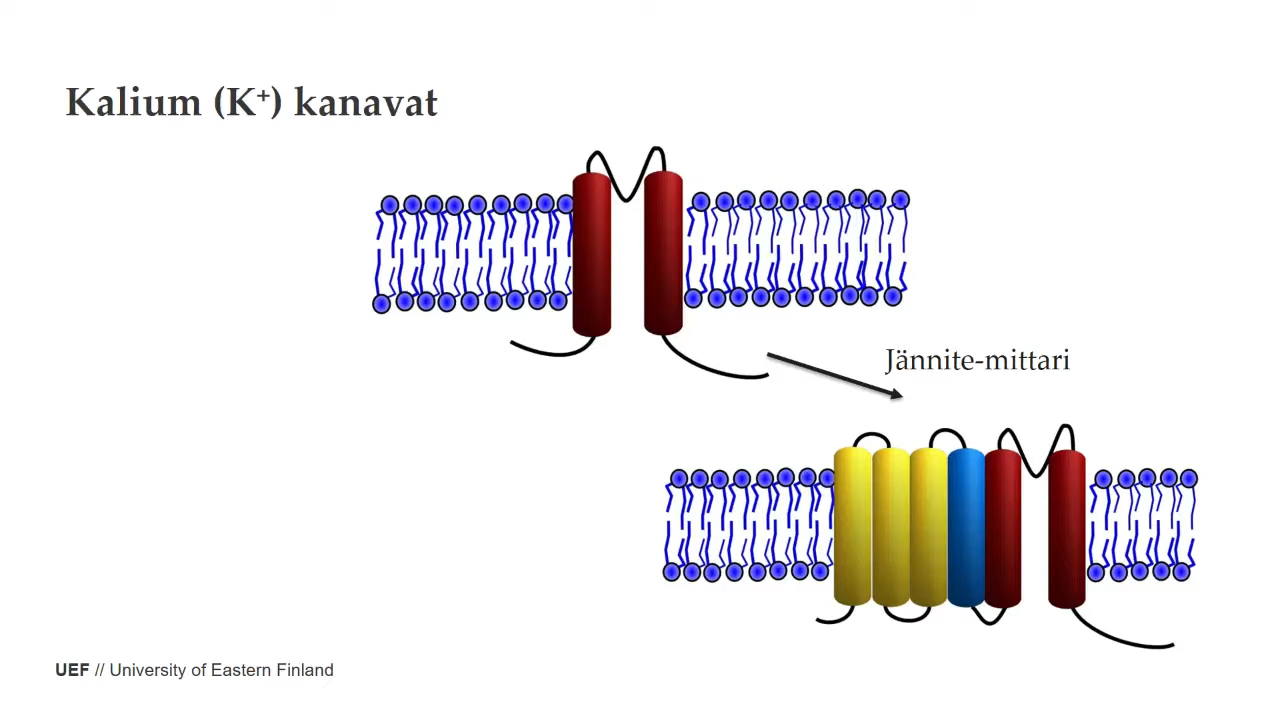 Kalium (K⁺) kanavat
Jännite-mittari
UEF // University of Eastern Finland